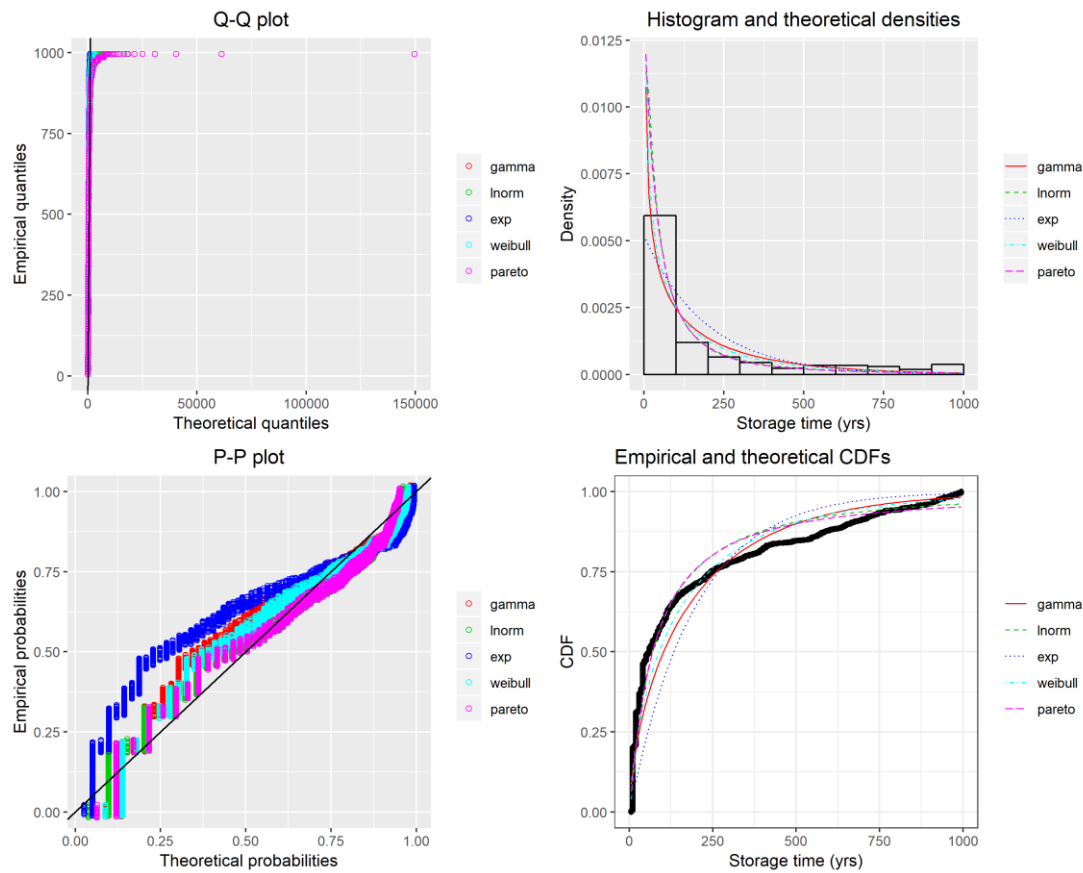 Q-Q plot
1000
750
500
250
0
0
50000
100000
150000
Empirical quantiles
Theoretical quantiles
gamma
lnorm
exp
weibull
pareto
Histogram and theoretical densities
0.0125
0.0100
0.0075
0.0050
0.0025
0.0000
0
250
500
750
1000
Density
Storage time (yrs)
gamma
lnorm
exp
weibull
pareto
P-P plot
1.00
0.75
0.50
0.25
0.00
0.00
0.25
0.50
0.75
1.00
Empirical probabilities
Theoretical probabilities
gamma
lnorm
exp
weibull
pareto
Empirical and theoretical CDFs
1.00
0.75
0.50
0.25
0.00
0
250
500
750
1000
CDF
Storage time (yrs)
gamma
lnorm
exp
weibull
pareto